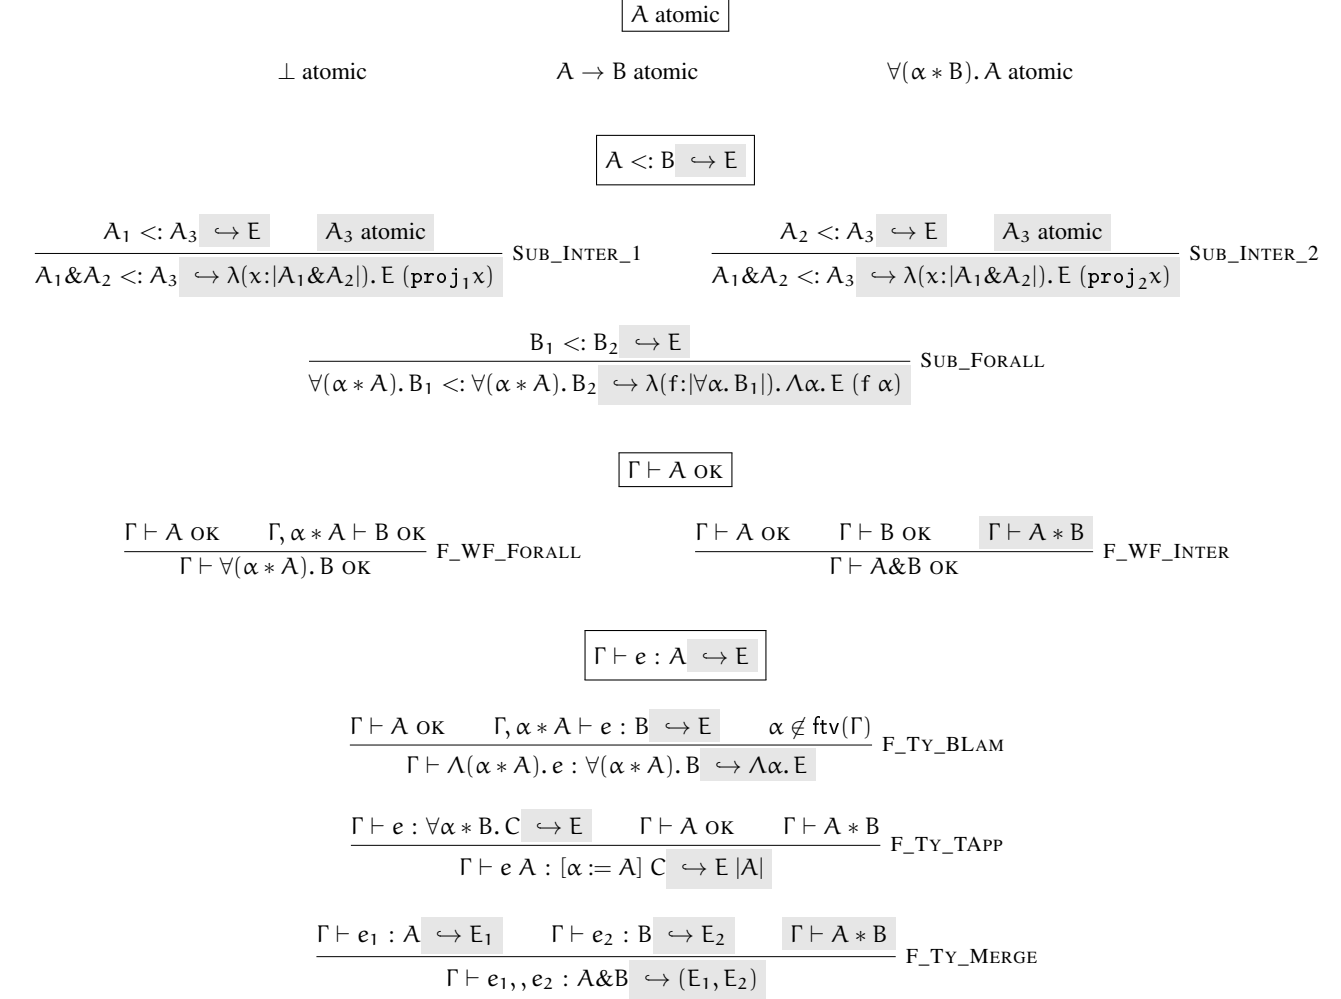 A atomic
⊥ atomic A → B atomic ∀(α ∗ B). A atomic
A <: B ↪ E
A₁ <: A₃ ↪ E A₃ atomic
A₁&A₂ <: A₃ ↪ λ(x:|A₁&A₂|). E (proj₁x) SUB_INTER_1
A₂ <: A₃ ↪ E A₃ atomic
A₁&A₂ <: A₃ ↪ λ(x:|A₁&A₂|). E (proj₂x) SUB_INTER_2
B₁ <: B₂ ↪ E
∀(α ∗ A). B₁ <: ∀(α ∗ A). B₂ ↪ λ(f:|∀α. B₁|). Λα. E (f α) SUB_FORALL
Γ ⊢ A OK
Γ ⊢ A OK Γ, α ∗ A ⊢ B OK
Γ ⊢ ∀(α ∗ A). B OK F_WF_FORALL
Γ ⊢ A OK Γ ⊢ B OK Γ ⊢ A ∗ B
Γ ⊢ A&B OK F_WF_INTER
Γ ⊢ e : A ↪ E
Γ ⊢ A OK Γ, α ∗ A ⊢ e : B ↪ E α ∉ ftv(Γ)
Γ ⊢ Λ(α ∗ A). e : ∀(α ∗ A). B ↪ Λα. E F_TY_BLAM
Γ ⊢ e : ∀α ∗ B. C ↪ E Γ ⊢ A OK Γ ⊢ A ∗ B
Γ ⊢ e A : [α := A] C ↪ E |A| F_TY_TAPP
Γ ⊢ e₁ : A ↪ E₁ Γ ⊢ e₂ : B ↪ E₂ Γ ⊢ A ∗ B
Γ ⊢ e₁,, e₂ : A&B ↪ (E₁, E₂) F_TY_MERGE